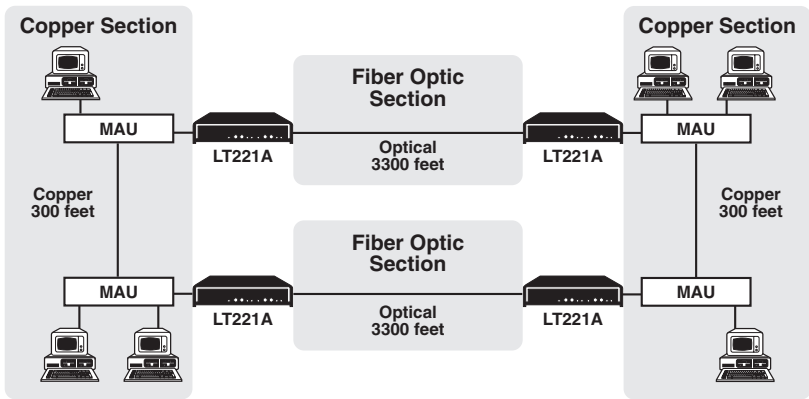 Copper Section
Copper Section
Fiber Optic
Section
MAU
LT221A
Optical
3300 feet
LT221A
MAU
Copper
300 feet
Copper
300 feet
Fiber Optic
Section
MAU
LT221A
Optical
3300 feet
LT221A
MAU